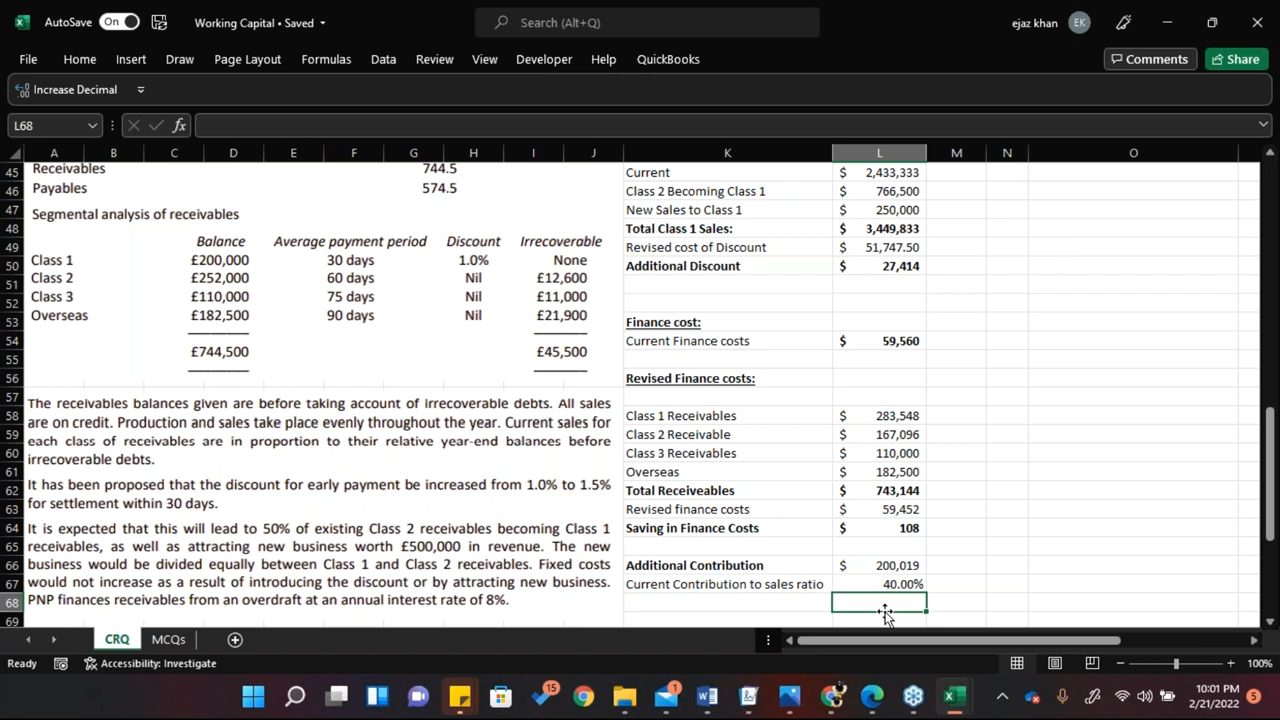 AutoSave On Working Capital • Saved Search (Alt+Q) ejaz khan EK
File Home Insert Draw Page Layout Formulas Data Review View Developer Help QuickBooks Comments Share
Increase Decimal
L68 fx
A B C D E F G H I J K L M N O
45 Receivables 744.5 Current $ 2,433,333
46 Payables 574.5 Class 2 Becoming Class 1 $ 766,500
47 Segmental analysis of receivables New Sales to Class 1 $ 250,000
48 Total Class 1 Sales: $ 3,449,833
49 Balance Average payment period Discount Irrecoverable Revised cost of Discount $ 51,747.50
50 Class 1 £200,000 30 days 1.0% None Additional Discount $ 27,414
51 Class 2 £252,000 60 days Nil £12,600
52 Class 3 £110,000 75 days Nil £11,000
53 Overseas £182,500 90 days Nil £21,900 Finance cost:
54 Current Finance costs $ 59,560
55 £744,500 £45,500
56 Revised Finance costs:
57 The receivables balances given are before taking account of irrecoverable debts. All sales
58 are on credit. Production and sales take place evenly throughout the year. Current sales for Class 1 Receivables $ 283,548
59 each class of receivables are in proportion to their relative year-end balances before Class 2 Receivable $ 167,096
60 irrecoverable debts. Class 3 Receivables $ 110,000
61 Overseas $ 182,500
62 It has been proposed that the discount for early payment be increased from 1.0% to 1.5% Total Receiveables $ 743,144
63 for settlement within 30 days. Revised finance costs $ 59,452
64 It is expected that this will lead to 50% of existing Class 2 receivables becoming Class 1 Saving in Finance Costs $ 108
65 receivables, as well as attracting new business worth £500,000 in revenue. The new
66 business would be divided equally between Class 1 and Class 2 receivables. Fixed costs Additional Contribution $ 200,019
67 would not increase as a result of introducing the discount or by attracting new business. Current Contribution to sales ratio 40.00%
68 PNP finances receivables from an overdraft at an annual interest rate of 8%.
69
CRQ MCQs
Ready Accessibility: Investigate 100%
15 1 10:01 PM
2/21/2022 5